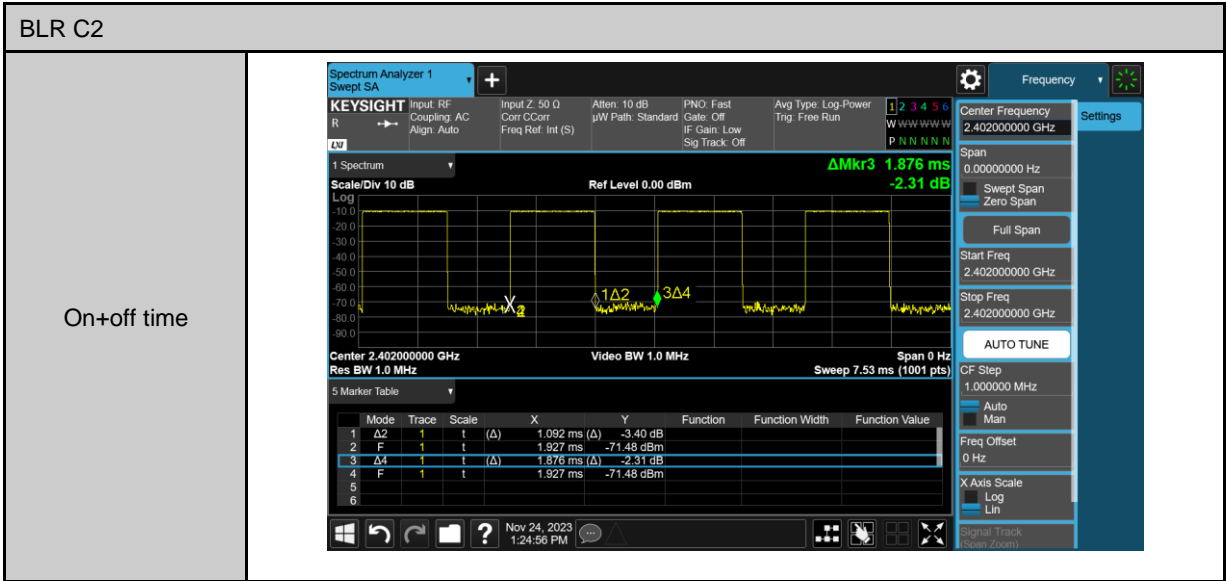 BLR C2
On+off time
Spectrum Analyzer 1
Swept SA
+
Frequency
KEYSIGHT
R
LXI
Input: RF
Coupling: AC
Align: Auto
Input Z: 50 Ω
Corr CCorr
Freq Ref: Int (S)
Atten: 10 dB
µW Path: Standard
PNO: Fast
Gate: Off
IF Gain: Low
Sig Track: Off
Avg Type: Log-Power
Trig: Free Run
1 2 3 4 5 6
W W W W W W
P N N N N N
1 Spectrum
ΔMkr3 1.876 ms
-2.31 dB
Scale/Div 10 dB
Ref Level 0.00 dBm
Log
-10.0
-20.0
-30.0
-40.0
-50.0
-60.0
-70.0
-80.0
-90.0
X
1Δ2
3Δ4
Center 2.402000000 GHz
Video BW 1.0 MHz
Span 0 Hz
Res BW 1.0 MHz
Sweep 7.53 ms (1001 pts)
5 Marker Table
Mode Trace Scale X Y Function Function Width Function Value
1 Δ2 1 t (Δ) 1.092 ms (Δ) -3.40 dB
2 F 1 t 1.927 ms -71.48 dBm
3 Δ4 1 t (Δ) 1.876 ms (Δ) -2.31 dB
4 F 1 t 1.927 ms -71.48 dBm
5
6
?
Nov 24, 2023
1:24:56 PM
Center Frequency
2.402000000 GHz
Settings
Span
0.00000000 Hz
Swept Span
Zero Span
Full Span
Start Freq
2.402000000 GHz
Stop Freq
2.402000000 GHz
AUTO TUNE
CF Step
1.000000 MHz
Auto
Man
Freq Offset
0 Hz
X Axis Scale
Log
Lin
Signal Track
(Span Zoom)